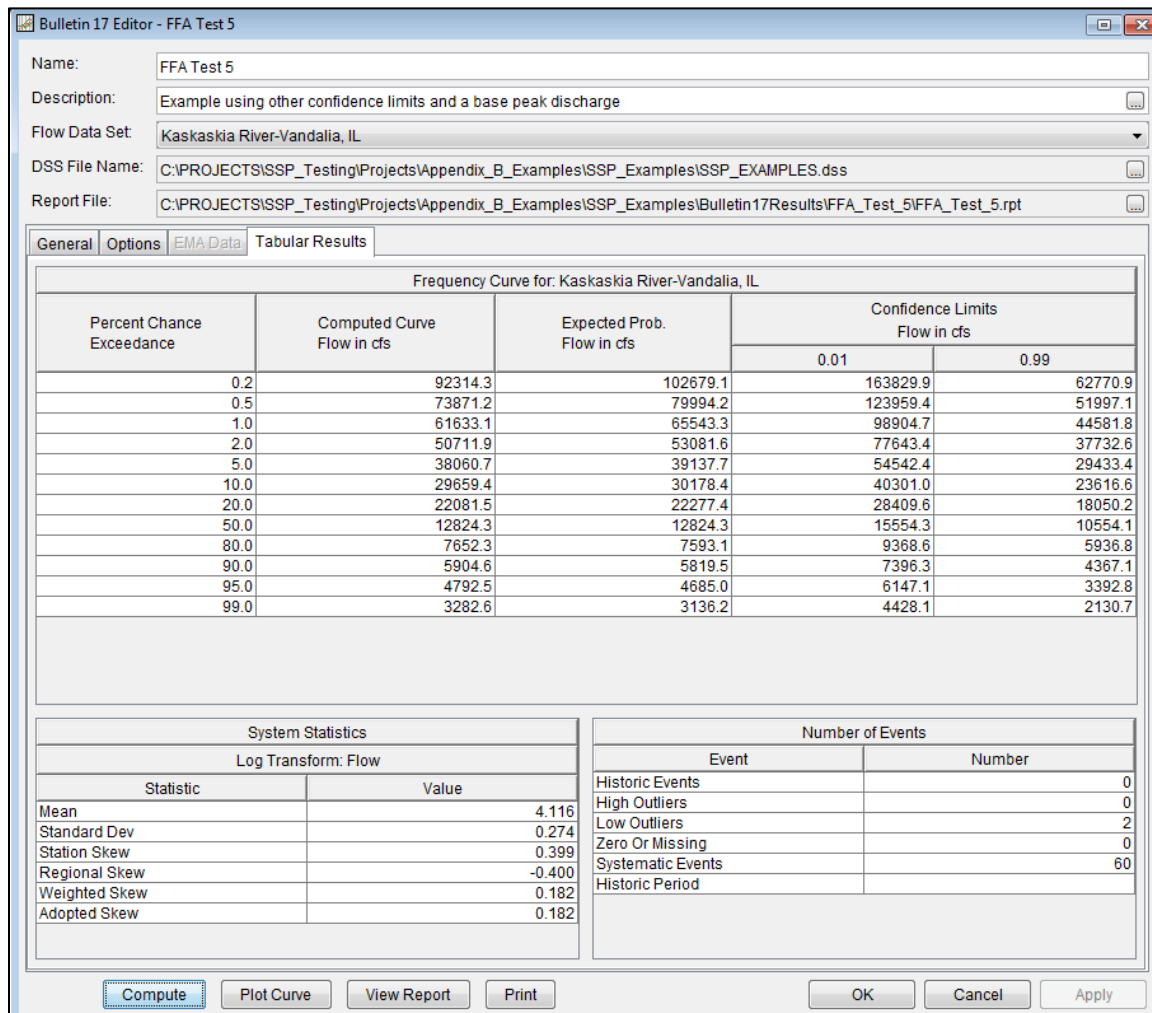 Bulletin 17 Editor - FFA Test 5
Name: FFA Test 5
Description: Example using other confidence limits and a base peak discharge ...
Flow Data Set: Kaskaskia River-Vandalia, IL
DSS File Name: C:\PROJECTS\SSP_Testing\Projects\Appendix_B_Examples\SSP_Examples\SSP_EXAMPLES.dss ...
Report File: C:\PROJECTS\SSP_Testing\Projects\Appendix_B_Examples\SSP_Examples\Bulletin17Results\FFA_Test_5\FFA_Test_5.rpt ...
General Options EMA Data Tabular Results
Frequency Curve for: Kaskaskia River-Vandalia, IL
Percent Chance
Exceedance
Computed Curve
Flow in cfs
Expected Prob.
Flow in cfs
Confidence Limits
Flow in cfs
0.01 0.99
0.2 92314.3 102679.1 163829.9 62770.9
0.5 73871.2 79994.2 123959.4 51997.1
1.0 61633.1 65543.3 98904.7 44581.8
2.0 50711.9 53081.6 77643.4 37732.6
5.0 38060.7 39137.7 54542.4 29433.4
10.0 29659.4 30178.4 40301.0 23616.6
20.0 22081.5 22277.4 28409.6 18050.2
50.0 12824.3 12824.3 15554.3 10554.1
80.0 7652.3 7593.1 9368.6 5936.8
90.0 5904.6 5819.5 7396.3 4367.1
95.0 4792.5 4685.0 6147.1 3392.8
99.0 3282.6 3136.2 4428.1 2130.7
System Statistics
Log Transform: Flow
Statistic Value
Mean 4.116
Standard Dev 0.274
Station Skew 0.399
Regional Skew -0.400
Weighted Skew 0.182
Adopted Skew 0.182
Number of Events
Event Number
Historic Events 0
High Outliers 0
Low Outliers 2
Zero Or Missing 0
Systematic Events 60
Historic Period
Compute Plot Curve View Report Print OK Cancel Apply